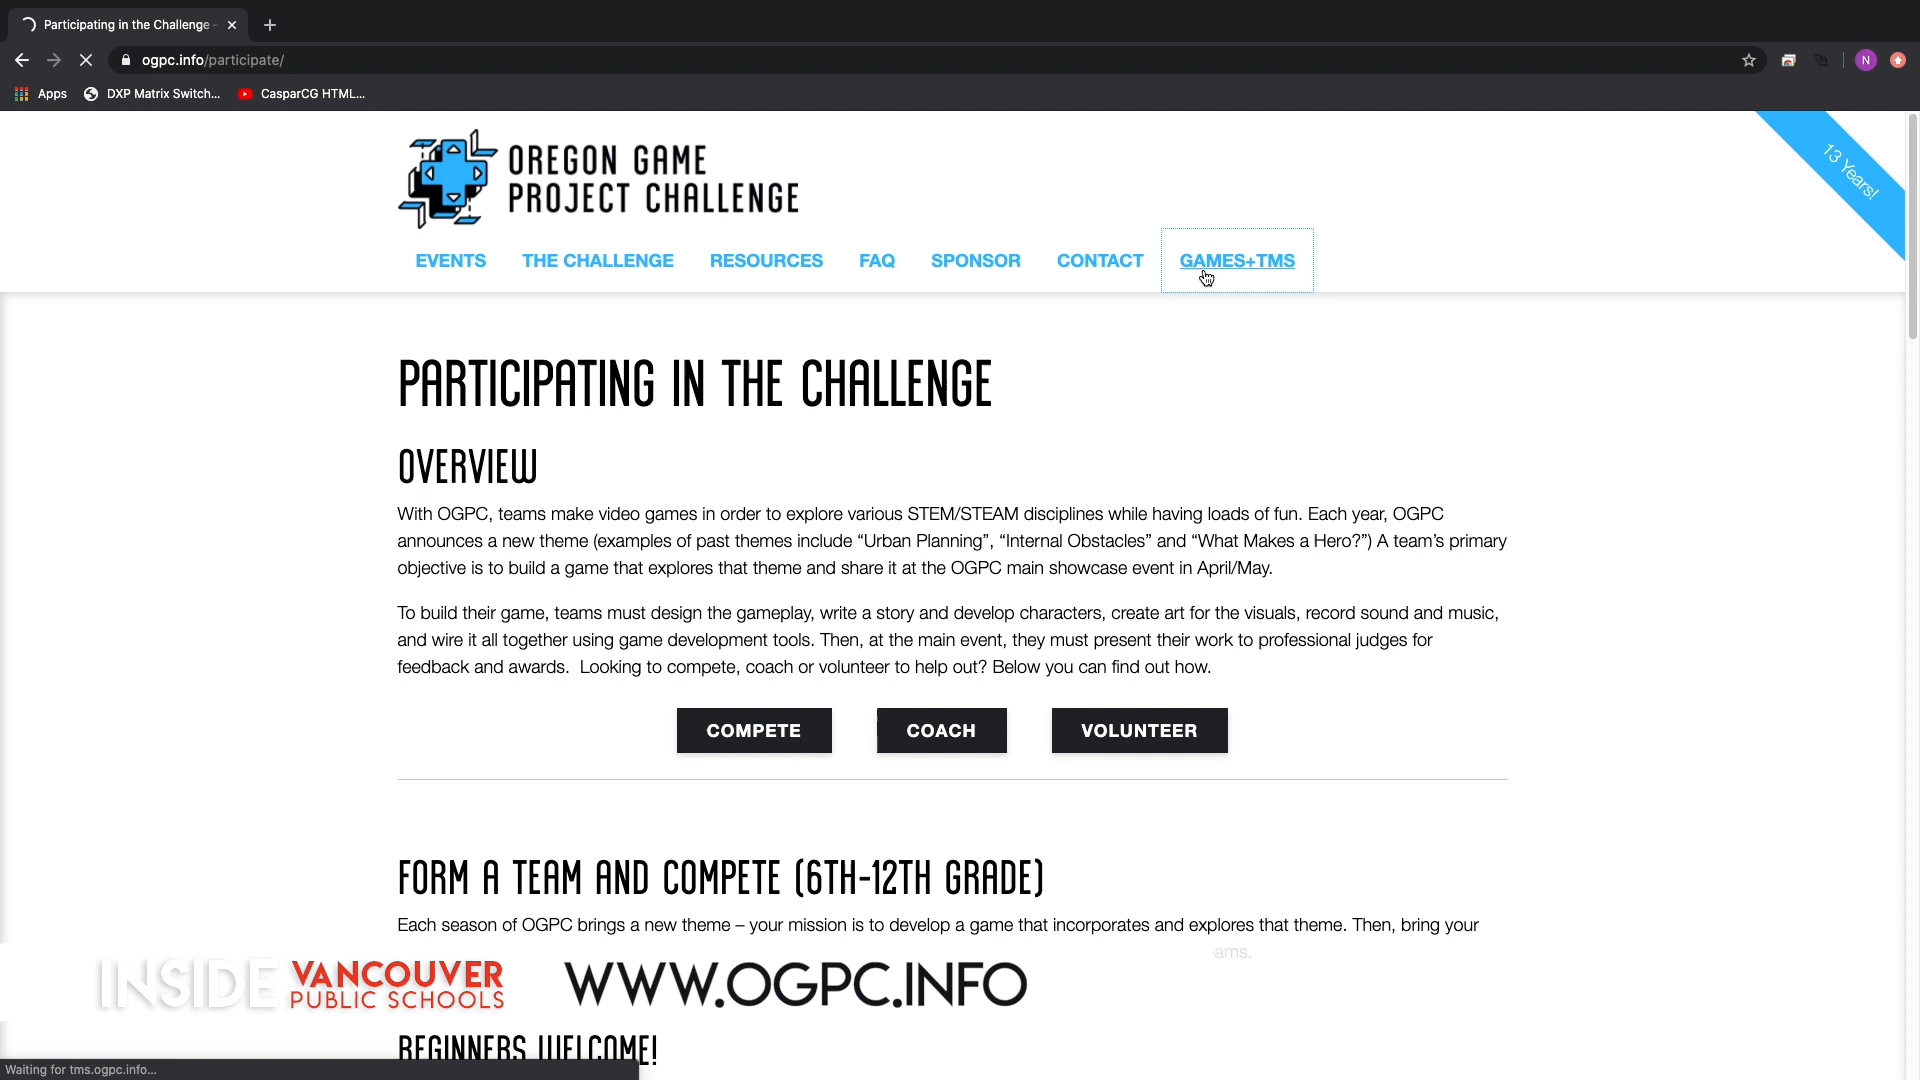 Participating in the Challenge -
ogpc.info/participate/
N
Apps
DXP Matrix Switch...
CasparCG HTML...
13 Years!
OREGON GAME
PROJECT CHALLENGE
EVENTS
THE CHALLENGE
RESOURCES
FAQ
SPONSOR
CONTACT
GAMES+TMS
PARTICIPATING IN THE CHALLENGE
OVERVIEW
With OGPC, teams make video games in order to explore various STEM/STEAM disciplines while having loads of fun. Each year, OGPC
announces a new theme (examples of past themes include “Urban Planning”, “Internal Obstacles” and “What Makes a Hero?”) A team’s primary
objective is to build a game that explores that theme and share it at the OGPC main showcase event in April/May.
To build their game, teams must design the gameplay, write a story and develop characters, create art for the visuals, record sound and music,
and wire it all together using game development tools. Then, at the main event, they must present their work to professional judges for
feedback and awards.  Looking to compete, coach or volunteer to help out? Below you can find out how.
COMPETE
COACH
VOLUNTEER
FORM A TEAM AND COMPETE (6TH-12TH GRADE)
Each season of OGPC brings a new theme – your mission is to develop a game that incorporates and explores that theme. Then, bring your
ams.
INSIDE VANCOUVER
PUBLIC SCHOOLS
WWW.OGPC.INFO
BEGINNERS WELCOME!
Waiting for tms.ogpc.info...